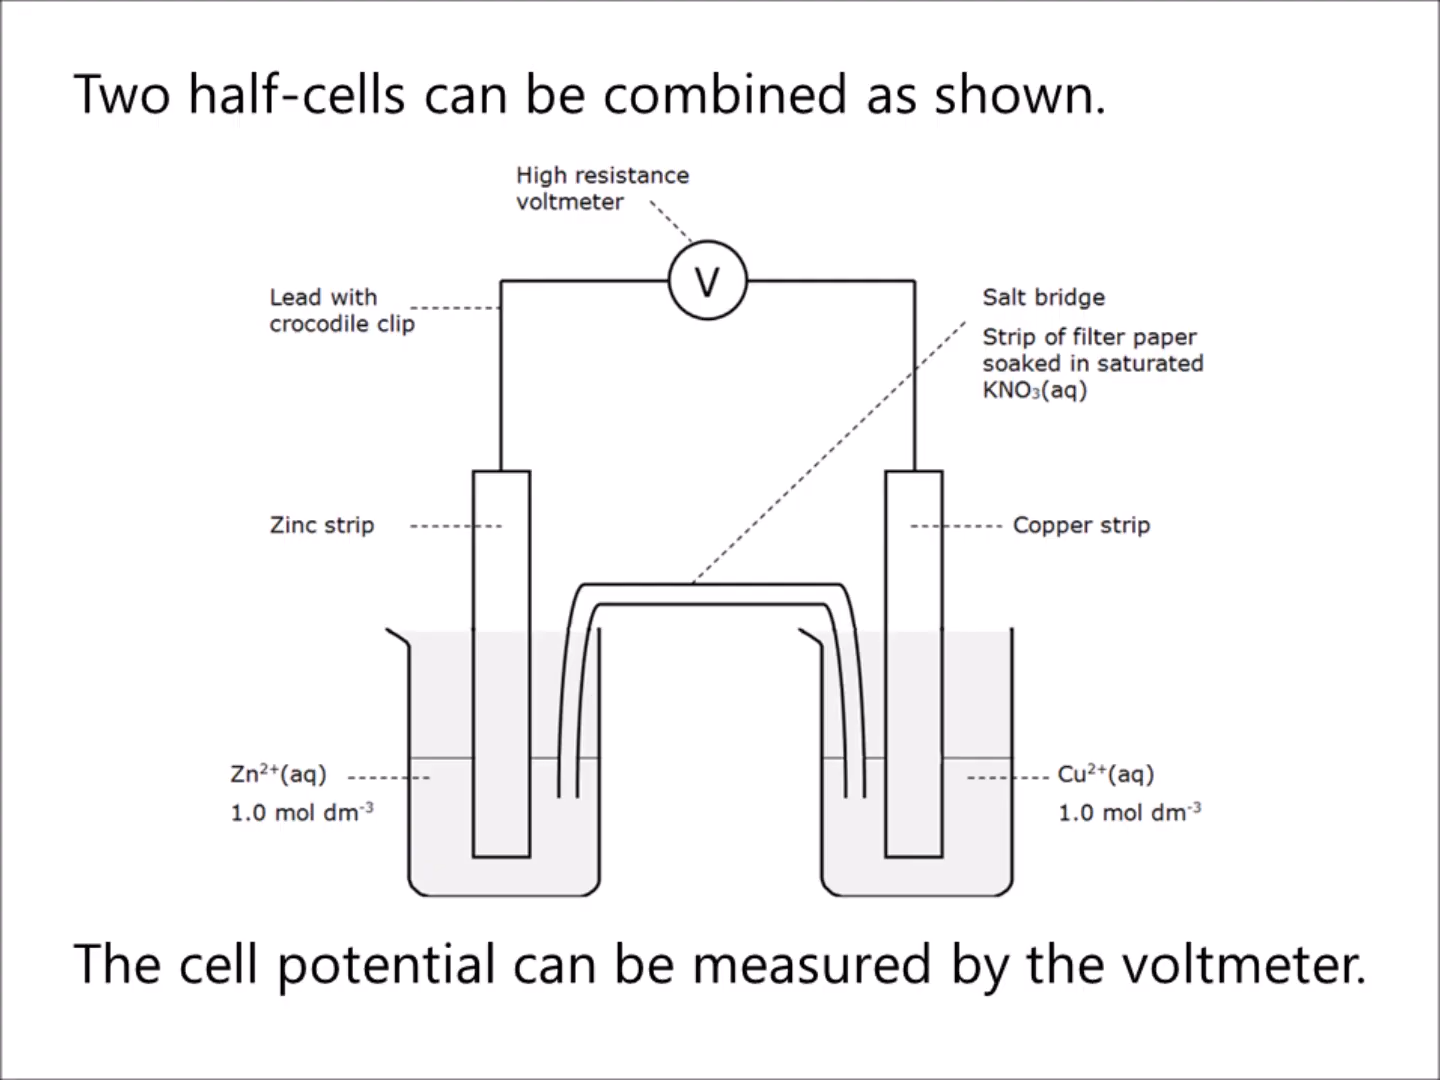 Two half-cells can be combined as shown.
High resistance
voltmeter
V
Lead with
crocodile clip
Salt bridge
Strip of filter paper
soaked in saturated
KNO₃(aq)
Zinc strip
Copper strip
Zn²⁺(aq)
1.0 mol dm⁻³
Cu²⁺(aq)
1.0 mol dm⁻³
The cell potential can be measured by the voltmeter.